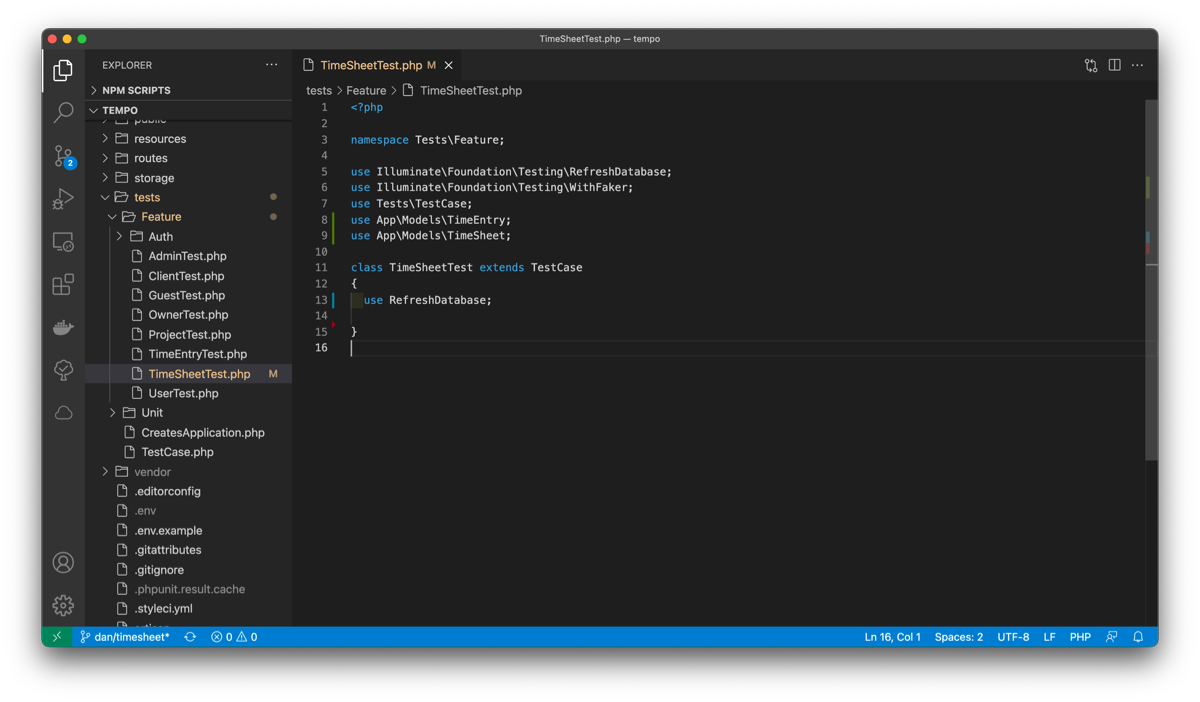 TimeSheetTest.php — tempo
EXPLORER
TimeSheetTest.php M
NPM SCRIPTS
TEMPO
public
resources
routes
storage
tests
Feature
Auth
AdminTest.php
ClientTest.php
GuestTest.php
OwnerTest.php
ProjectTest.php
TimeEntryTest.php
TimeSheetTest.php M
UserTest.php
Unit
CreatesApplication.php
TestCase.php
vendor
.editorconfig
.env
.env.example
.gitattributes
.gitignore
.phpunit.result.cache
.styleci.yml
artisan
2
tests > Feature > TimeSheetTest.php
1 <?php
2
3 namespace Tests\Feature;
4
5 use Illuminate\Foundation\Testing\RefreshDatabase;
6 use Illuminate\Foundation\Testing\WithFaker;
7 use Tests\TestCase;
8 use App\Models\TimeEntry;
9 use App\Models\TimeSheet;
10
11 class TimeSheetTest extends TestCase
12 {
13 use RefreshDatabase;
14
15 }
16
dan/timesheet* 0 0 Ln 16, Col 1 Spaces: 2 UTF-8 LF PHP